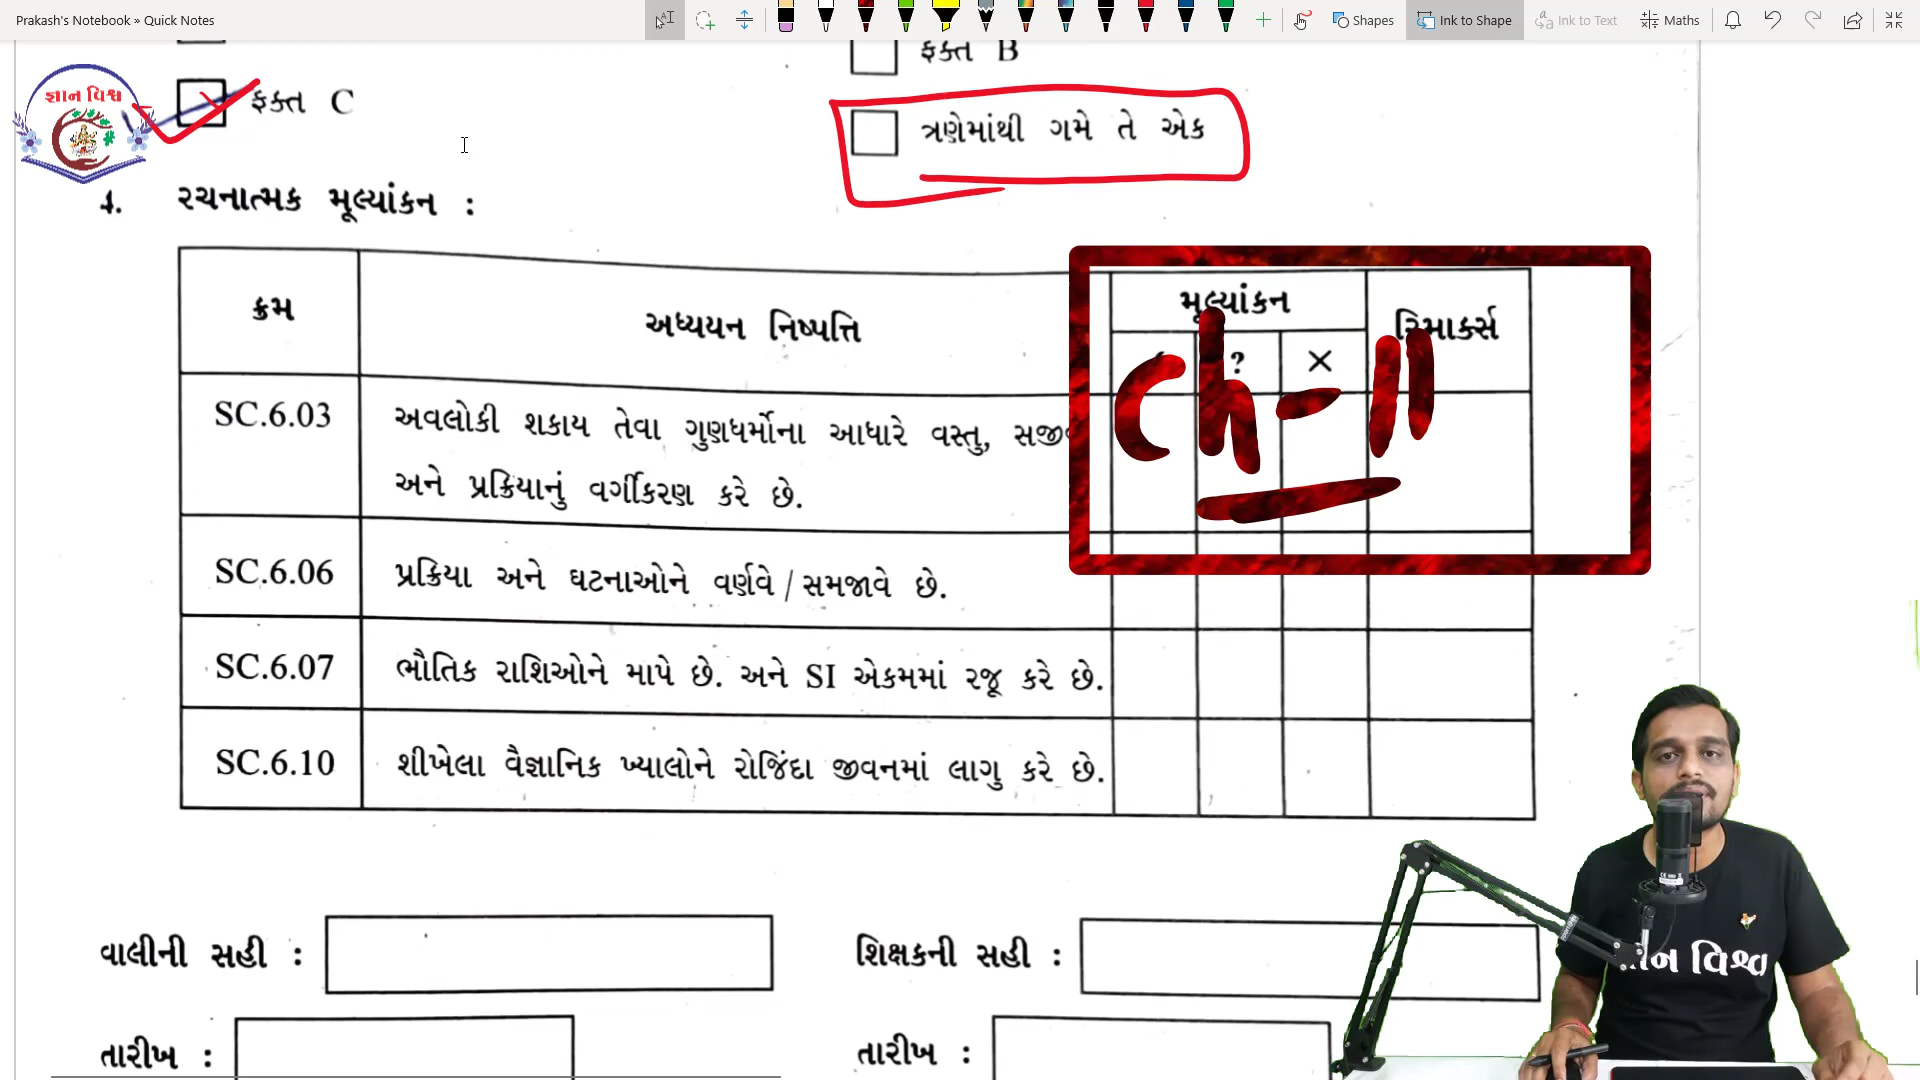 Prakash's Notebook » Quick Notes
Shapes
Ink to Shape
Ink to Text
Maths
ફક્ત B
જ્ઞાન વિશ્વ
ફક્ત C
ત્રણેમાંથી ગમે તે એક
4. રચનાત્મક મૂલ્યાંકન :
ક્રમ
અધ્યયન નિષ્પત્તિ
મૂલ્યાંકન
રિમાર્ક્સ
? ×
ch - 11
SC.6.03 અવલોકી શકાય તેવા ગુણધર્મોના આધારે વસ્તુ,
અને પ્રક્રિયાનું વર્ગીકરણ કરે છે.
SC.6.06 પ્રક્રિયા અને ઘટનાઓને વર્ણવે / સમજાવે છે.
SC.6.07 ભૌતિક રાશિઓને માપે છે. અને SI એકમમાં રજૂ કરે છે.
SC.6.10 શીખેલા વૈજ્ઞાનિક ખ્યાલોને રોજિંદા જીવનમાં લાગુ કરે છે.
વાલીની સહી :
શિક્ષકની સહી :
વિશ્વ
તારીખ :
તારીખ :